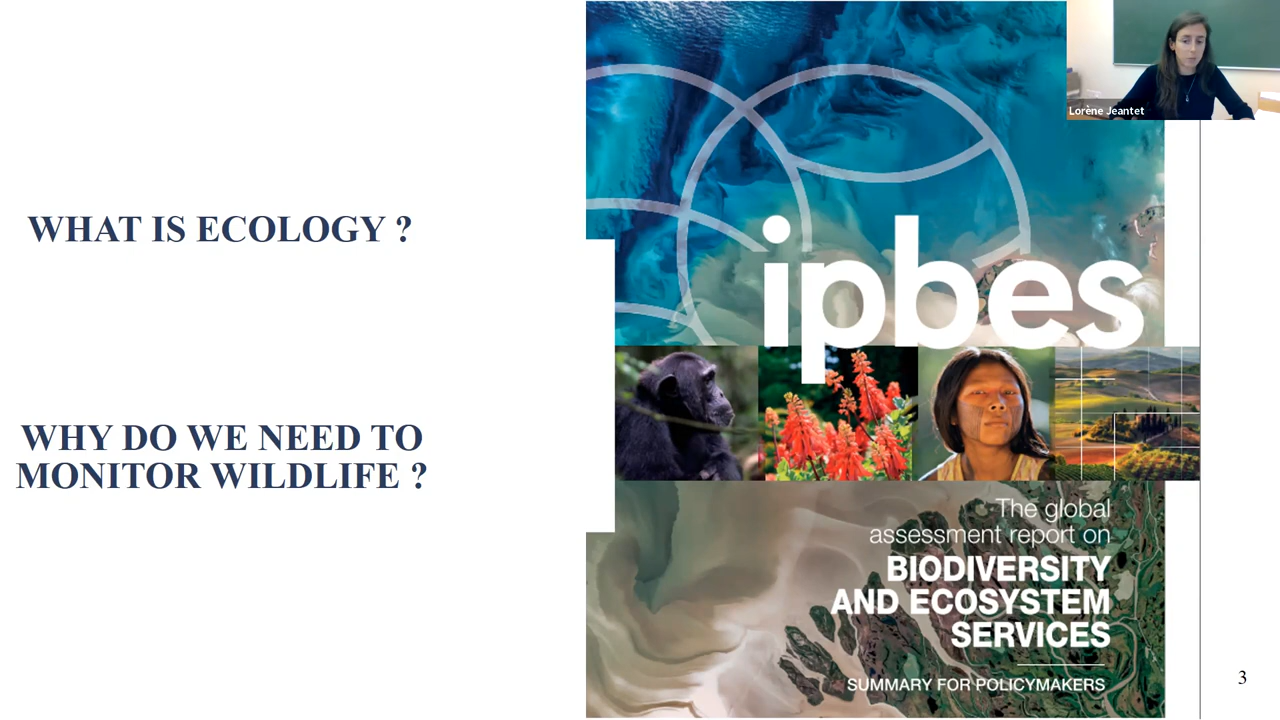 WHAT IS ECOLOGY ?
WHY DO WE NEED TO
MONITOR WILDLIFE ?
Lorène Jeantet
ipbes
The global
assessment report on
BIODIVERSITY
AND ECOSYSTEM
SERVICES
SUMMARY FOR POLICYMAKERS
3